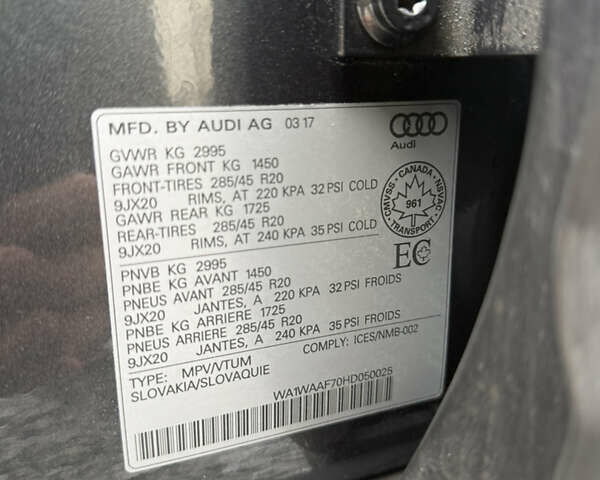 MFD. BY AUDI AG 03 17
Audi
GVWR KG 2995
GAWR FRONT KG 1450
FRONT-TIRES 285/45 R20
9JX20 RIMS, AT 220 KPA 32 PSI COLD
GAWR REAR KG 1725
REAR-TIRES 285/45 R20
9JX20 RIMS, AT 240 KPA 35 PSI COLD
CANADA
CMVSS NSVAC
961
TRANSPORT
EC
PNVB KG 2995
PNBE KG AVANT 1450
PNEUS AVANT 285/45 R20
9JX20 JANTES, A 220 KPA 32 PSI FROIDS
PNBE KG ARRIERE 1725
PNEUS ARRIERE 285/45 R20
9JX20 JANTES, A 240 KPA 35 PSI FROIDS
COMPLY: ICES/NMB-002
TYPE: MPV/VTUM
SLOVAKIA/SLOVAQUIE
WA1WAAF70HD050025